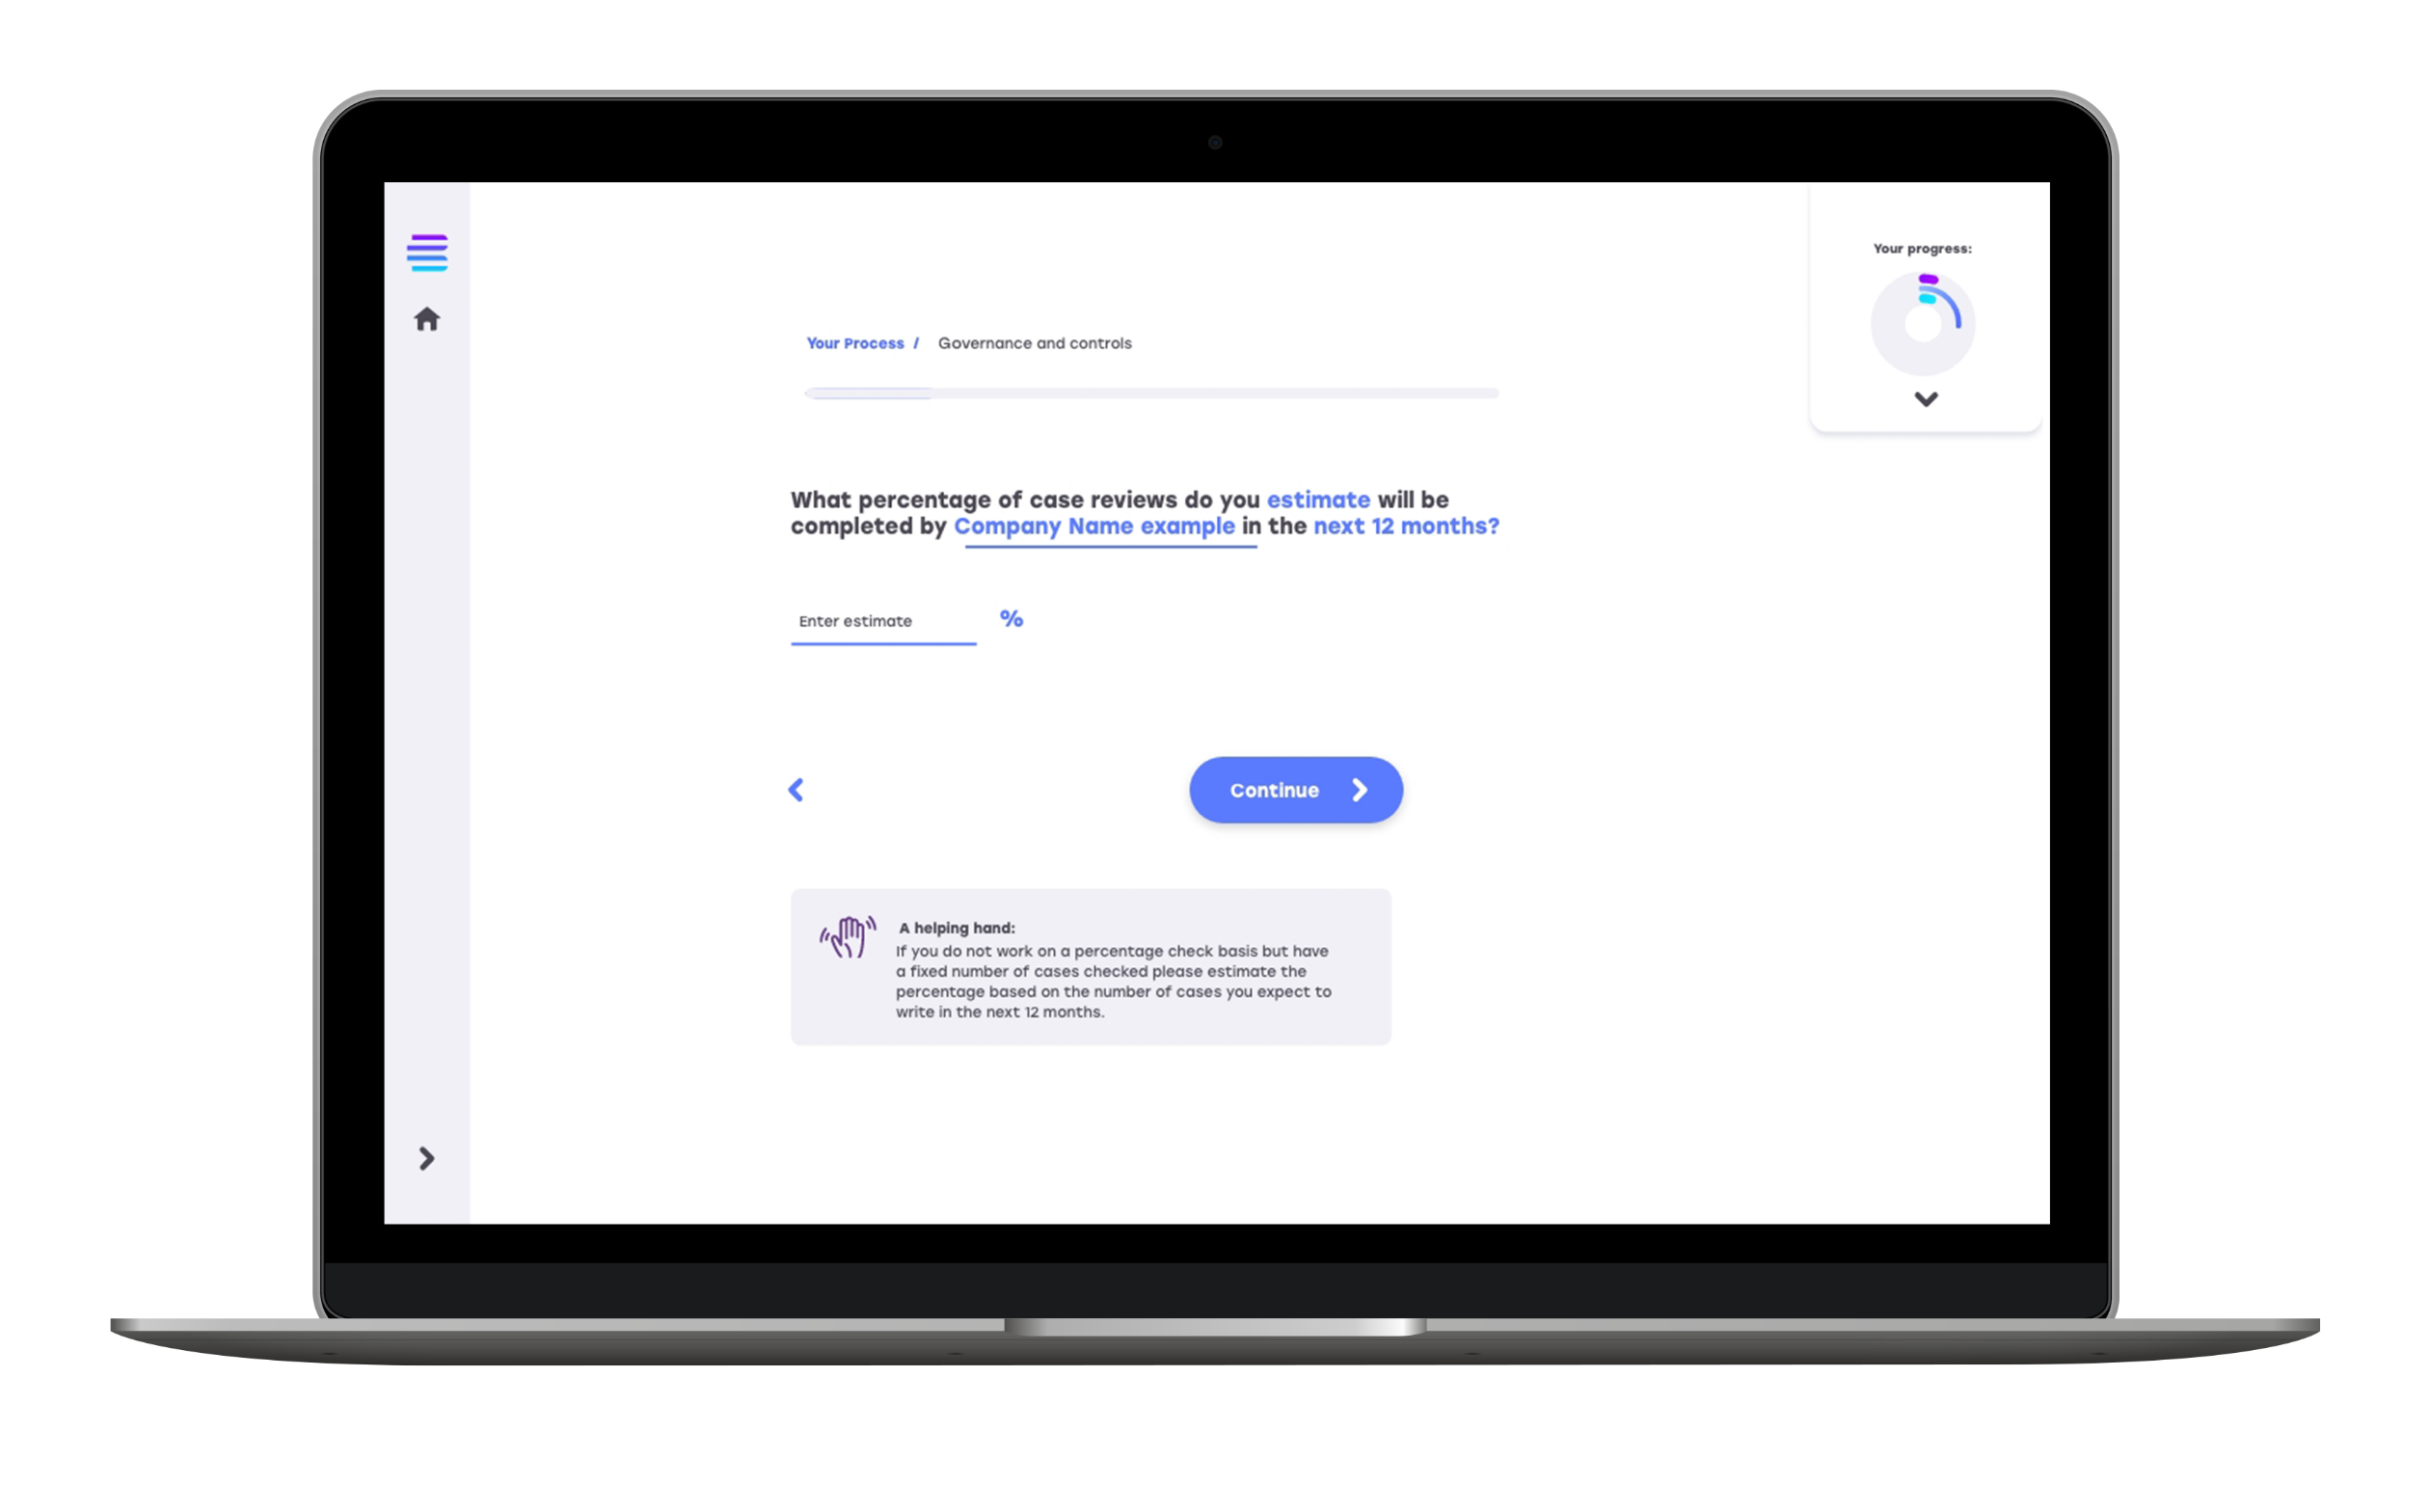 Your progress:
Your Process / Governance and controls
What percentage of case reviews do you estimate will be
completed by Company Name example in the next 12 months?
Enter estimate %
Continue
A helping hand:
If you do not work on a percentage check basis but have
a fixed number of cases checked please estimate the
percentage based on the number of cases you expect to
write in the next 12 months.